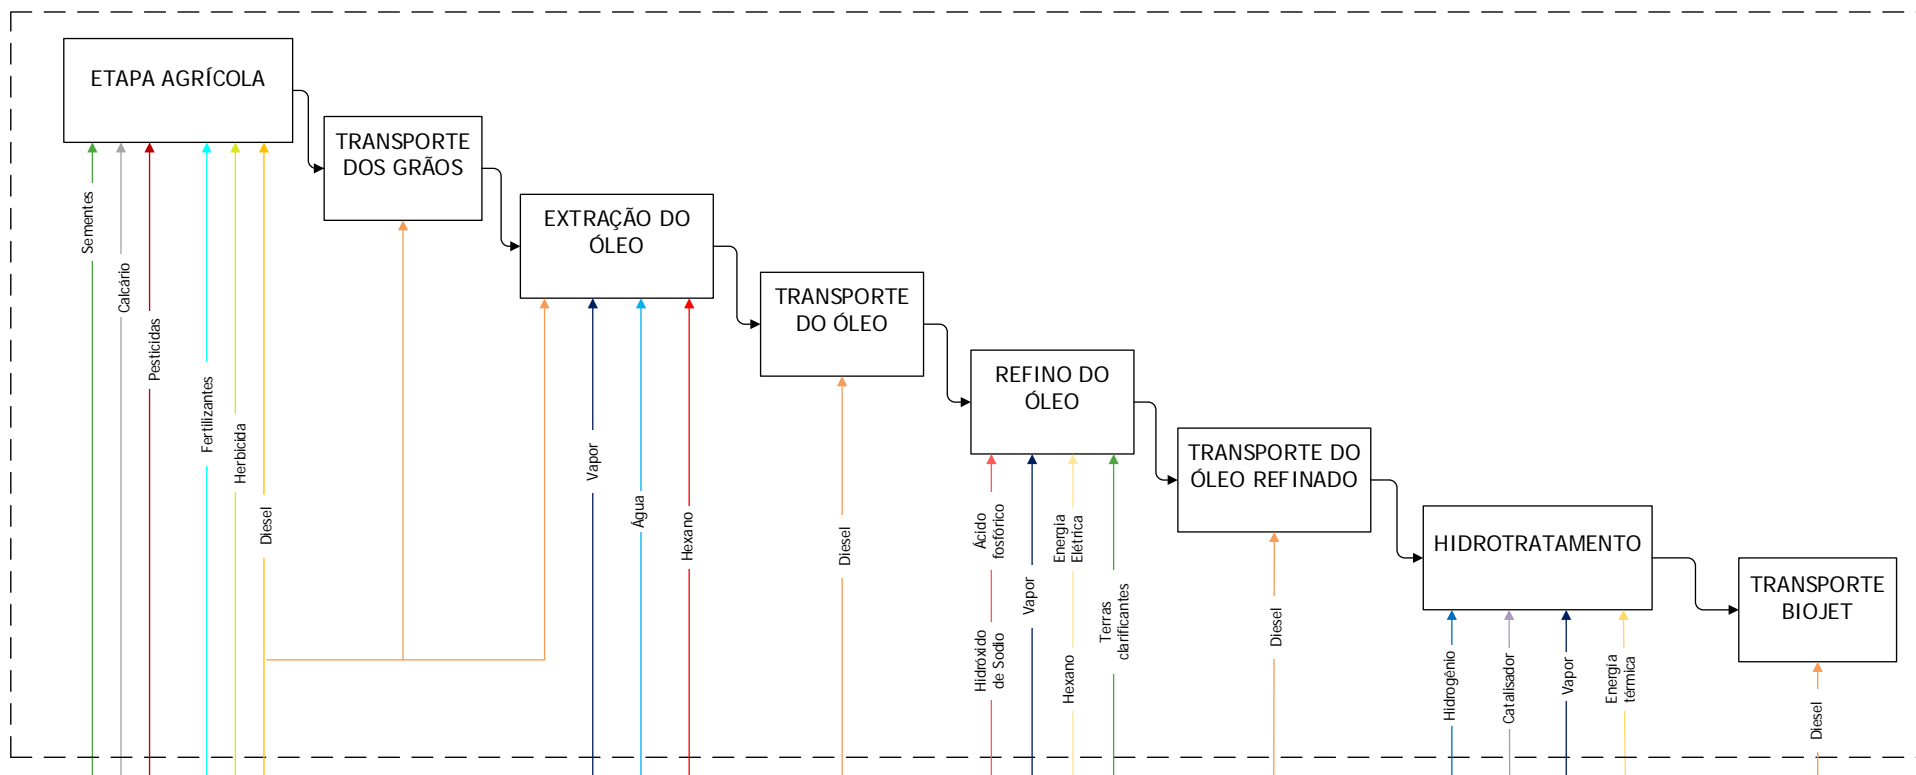 ETAPA AGRÍCOLA
TRANSPORTE
DOS GRÃOS
EXTRAÇÃO DO
ÓLEO
TRANSPORTE
DO ÓLEO
REFINO DO
ÓLEO
TRANSPORTE DO
ÓLEO REFINADO
HIDROTRATAMENTO
TRANSPORTE
BIOJET
Sementes
Calcário
Pesticidas
Fertilizantes
Herbicida
Diesel
Vapor
Água
Hexano
Diesel
Ácido
fosfórico
Hidróxido
de Sodio
Vapor
Energia
Elétrica
Hexano
Terras
clarificantes
Diesel
Hidrogênio
Catalisador
Vapor
Energia
térmica
Diesel